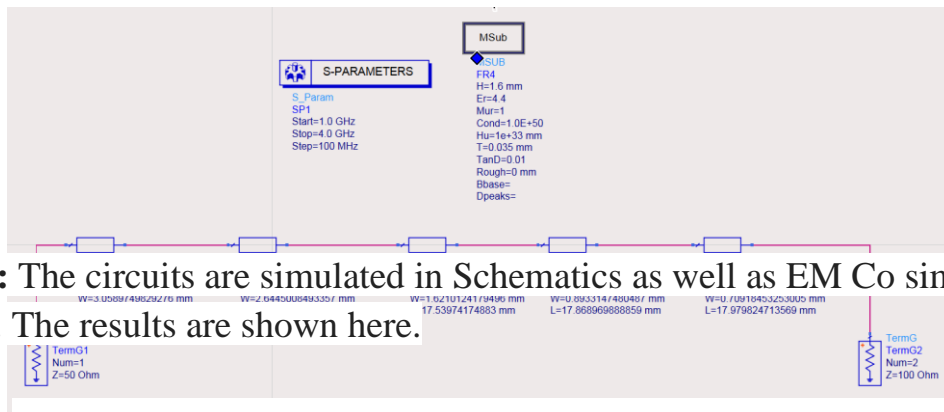 MSub
S-PARAMETERS
MSUB
FR4
H=1.6 mm
Er=4.4
Mur=1
Cond=1.0E+50
Hu=1e+33 mm
T=0.035 mm
TanD=0.01
Rough=0 mm
Bbase=
Dpeaks=
S_Param
SP1
Start=1.0 GHz
Stop=4.0 GHz
Step=100 MHz
: The circuits are simulated in Schematics as well as EM Co sin
W=3.0589749829276 mm W=2.6445008493357 mm W=1.6210124179496 mm W=0.8933147480487 mm W=0.70918453253005 mm
17.53974174883 mm L=17.868969888859 mm L=17.979824713569 mm
The results are shown here.
TermG1
Num=1
Z=50 Ohm
TermG
TermG2
Num=2
Z=100 Ohm